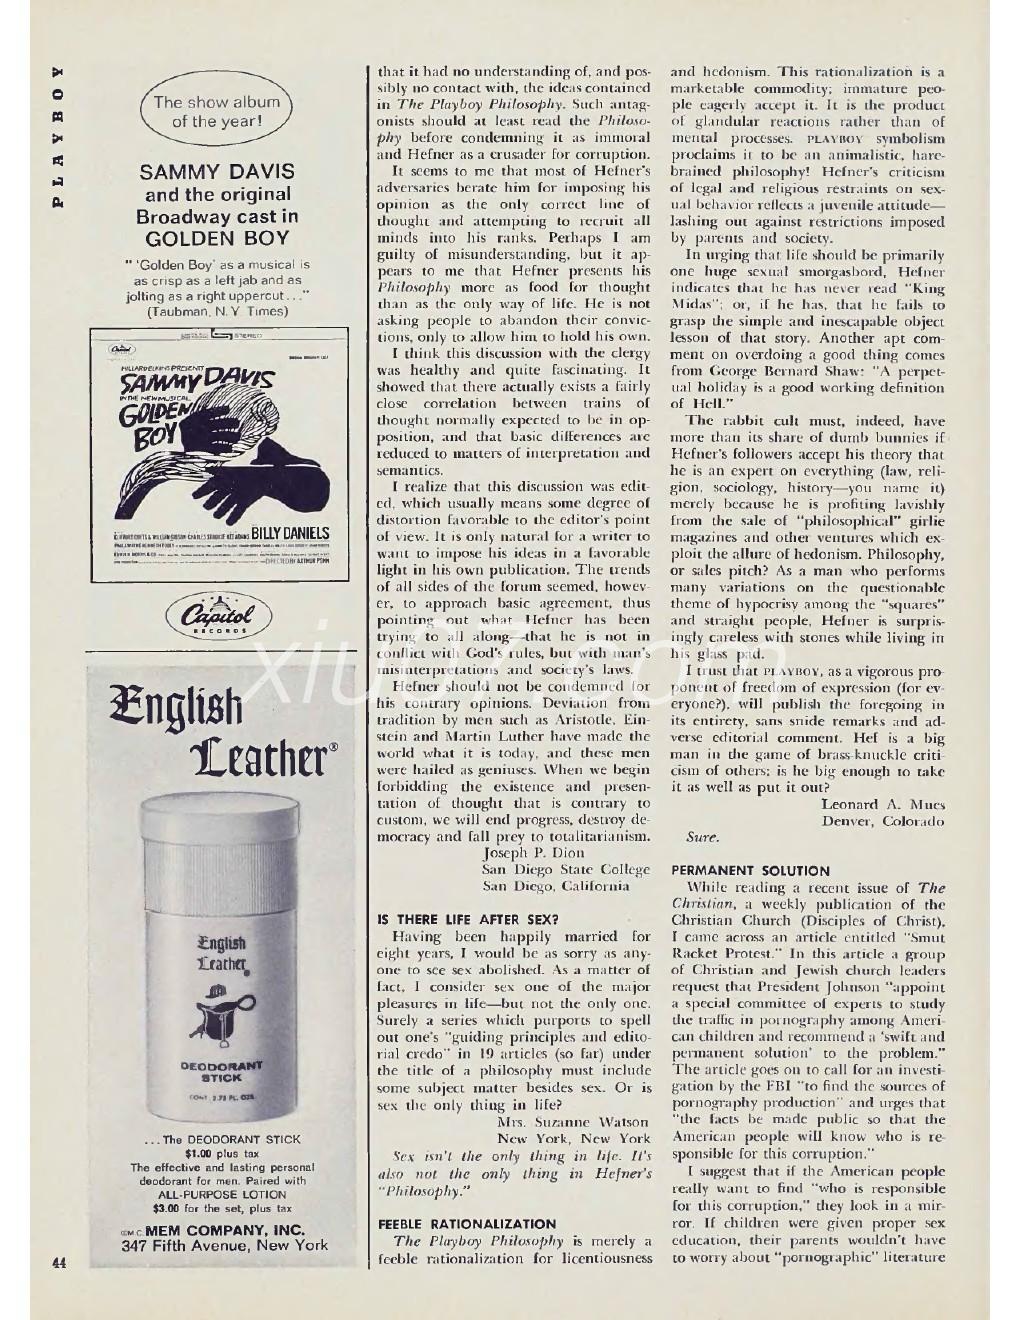 PLAYBOY
The show album
of the year!
SAMMY DAVIS
and the original
Broadway cast in
GOLDEN BOY
" 'Golden Boy' as a musical is
as crisp as a left jab and as
jolting as a right uppercut..."
(Taubman, N.Y. Times)
STEREO
Capitol
HILLARD ELKINS PRESENTS
SAMMY DAVIS
IN THE NEW MUSICAL
GOLDEN
BOY
BILLY DANIELS
DIRECTED BY ARTHUR PENN
Capitol
RECORDS
English
Leather®
English
Leather®
DEODORANT
STICK
CONT. 2.75 FL. OZS.
...The DEODORANT STICK
$1.00 plus tax
The effective and lasting personal
deodorant for men. Paired with
ALL-PURPOSE LOTION
$3.00 for the set, plus tax
MEM COMPANY, INC.
347 Fifth Avenue, New York
44
that it had no understanding of, and pos-
sibly no contact with, the ideas contained
in The Playboy Philosophy. Such antag-
onists should at least read the Philoso-
phy before condemning it as immoral
and Hefner as a crusader for corruption.
It seems to me that most of Hefner's
adversaries berate him for imposing his
opinion as the only correct line of
thought and attempting to recruit all
minds into his ranks. Perhaps I am
guilty of misunderstanding, but it ap-
pears to me that Hefner presents his
Philosophy more as food for thought
than as the only way of life. He is not
asking people to abandon their convic-
tions, only to allow him to hold his own.
I think this discussion with the clergy
was healthy and quite fascinating. It
showed that there actually exists a fairly
close correlation between trains of
thought normally expected to be in op-
position, and that basic differences are
reduced to matters of interpretation and
semantics.
I realize that this discussion was edit-
ed, which usually means some degree of
distortion favorable to the editor's point
of view. It is only natural for a writer to
want to impose his ideas in a favorable
light in his own publication. The trends
of all sides of the forum seemed, howev-
er, to approach basic agreement, thus
pointing out what Hefner has been
trying to all along—that he is not in
conflict with God's rules, but with man's
misinterpretations and society's laws.
Hefner should not be condemned for
his contrary opinions. Deviation from
tradition by men such as Aristotle, Ein-
stein and Martin Luther have made the
world what it is today, and these men
were hailed as geniuses. When we begin
forbidding the existence and presen-
tation of thought that is contrary to
custom, we will end progress, destroy de-
mocracy and fall prey to totalitarianism.
Joseph P. Dion
San Diego State College
San Diego, California
IS THERE LIFE AFTER SEX?
Having been happily married for
eight years, I would be as sorry as any-
one to see sex abolished. As a matter of
fact, I consider sex one of the major
pleasures in life—but not the only one.
Surely a series which purports to spell
out one's "guiding principles and edito-
rial credo" in 19 articles (so far) under
the title of a philosophy must include
some subject matter besides sex. Or is
sex the only thing in life?
Mrs. Suzanne Watson
New York, New York
Sex isn't the only thing in life. It's
also not the only thing in Hefner's
"Philosophy."
FEEBLE RATIONALIZATION
The Playboy Philosophy is merely a
feeble rationalization for licentiousness
and hedonism. This rationalization is a
marketable commodity; immature peo-
ple eagerly accept it. It is the product
of glandular reactions rather than of
mental processes. PLAYBOY symbolism
proclaims it to be an animalistic, hare-
brained philosophy! Hefner's criticism
of legal and religious restraints on sex-
ual behavior reflects a juvenile attitude—
lashing out against restrictions imposed
by parents and society.
In urging that life should be primarily
one huge sexual smorgasbord, Hefner
indicates that he has never read "King
Midas"; or, if he has, that he fails to
grasp the simple and inescapable object
lesson of that story. Another apt com-
ment on overdoing a good thing comes
from George Bernard Shaw: "A perpet-
ual holiday is a good working definition
of Hell."
The rabbit cult must, indeed, have
more than its share of dumb bunnies if
Hefner's followers accept his theory that
he is an expert on everything (law, reli-
gion, sociology, history—you name it)
merely because he is profiting lavishly
from the sale of "philosophical" girlie
magazines and other ventures which ex-
ploit the allure of hedonism. Philosophy,
or sales pitch? As a man who performs
many variations on the questionable
theme of hypocrisy among the "squares"
and straight people, Hefner is surpris-
ingly careless with stones while living in
his glass pad.
I trust that PLAYBOY, as a vigorous pro-
ponent of freedom of expression (for ev-
eryone?), will publish the foregoing in
its entirety, sans snide remarks and ad-
verse editorial comment. Hef is a big
man in the game of brass-knuckle criti-
cism of others; is he big enough to take
it as well as put it out?
Leonard A. Mues
Denver, Colorado
Sure.
PERMANENT SOLUTION
While reading a recent issue of The
Christian, a weekly publication of the
Christian Church (Disciples of Christ),
I came across an article entitled "Smut
Racket Protest." In this article a group
of Christian and Jewish church leaders
request that President Johnson "appoint
a special committee of experts to study
the traffic in pornography among Ameri-
can children and recommend a 'swift and
permanent solution' to the problem."
The article goes on to call for an investi-
gation by the FBI "to find the sources of
pornography production" and urges that
"the facts be made public so that the
American people will know who is re-
sponsible for this corruption."
I suggest that if the American people
really want to find "who is responsible
for this corruption," they look in a mir-
ror. If children were given proper sex
education, their parents wouldn't have
to worry about "pornographic" literature